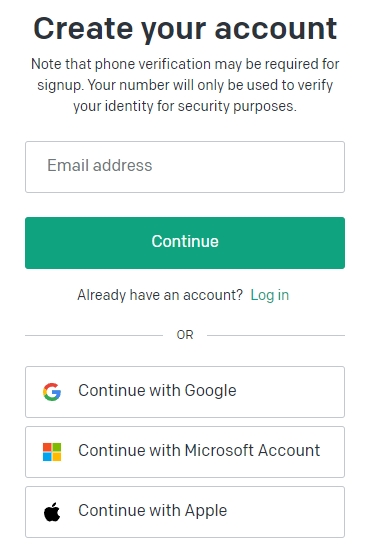 Create your account
Note that phone verification may be required for
signup. Your number will only be used to verify
your identity for security purposes.
Email address
Continue
Already have an account? Log in
OR
Continue with Google
Continue with Microsoft Account
Continue with Apple